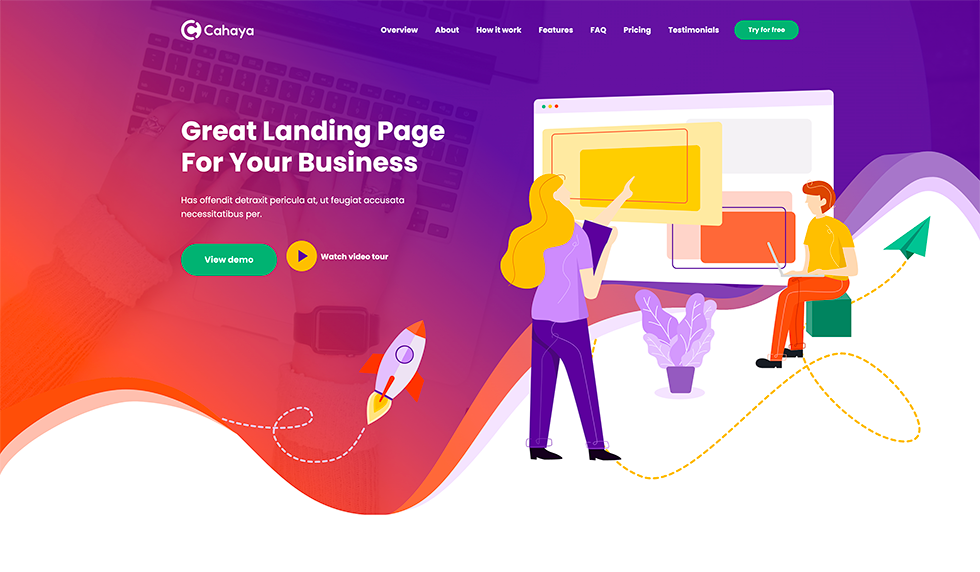 Cahaya
Overview About How it work Features FAQ Pricing Testimonials Try for free
Great Landing Page
For Your Business
Has offendit detraxit pericula at, ut feugiat accusata
necessitatibus per.
View demo
Watch video tour